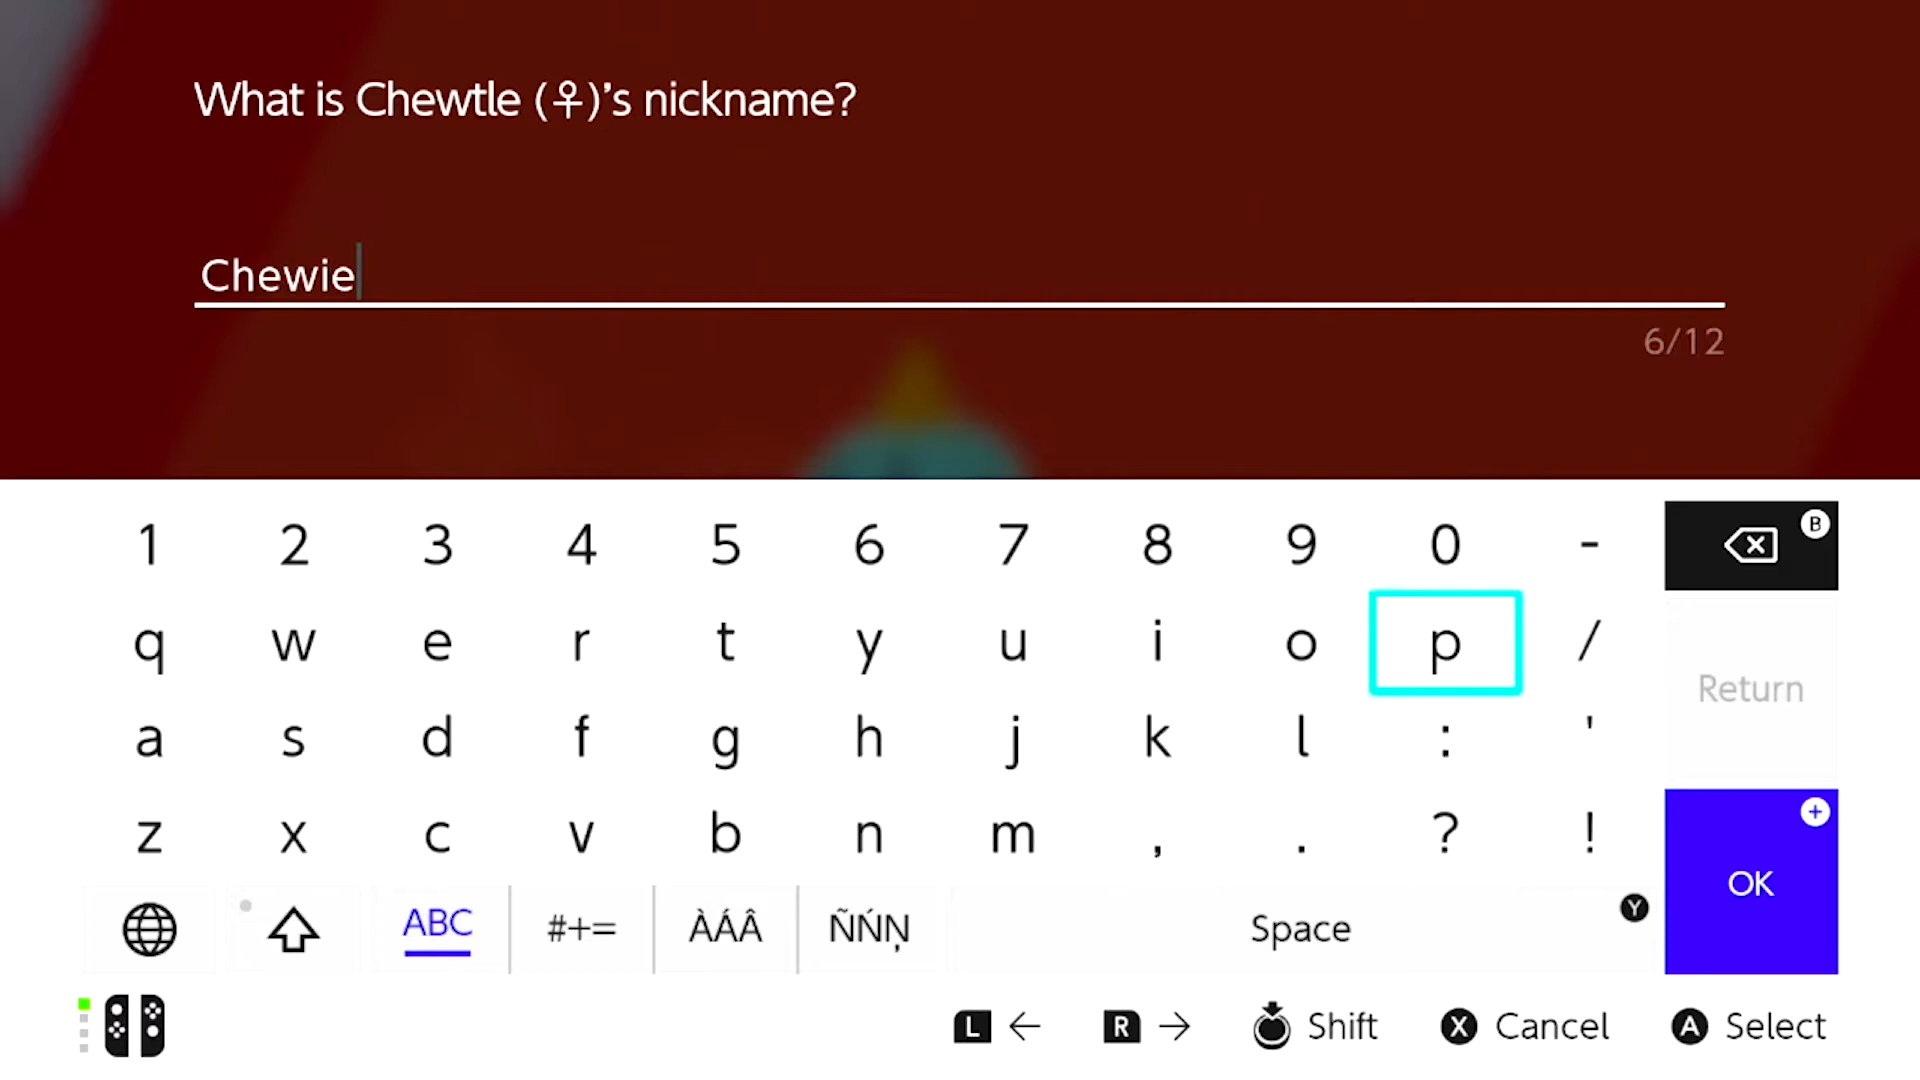 What is Chewtle (♀)'s nickname?
Chewie
6/12
1 2 3 4 5 6 7 8 9 0 -
B
q w e r t y u i o p /
Return
a s d f g h j k l : '
z x c v b n m , . ? !
+
OK
ABC #+= ÀÁÂ ÑŃŅ Space Y
L ← R → Shift X Cancel A Select